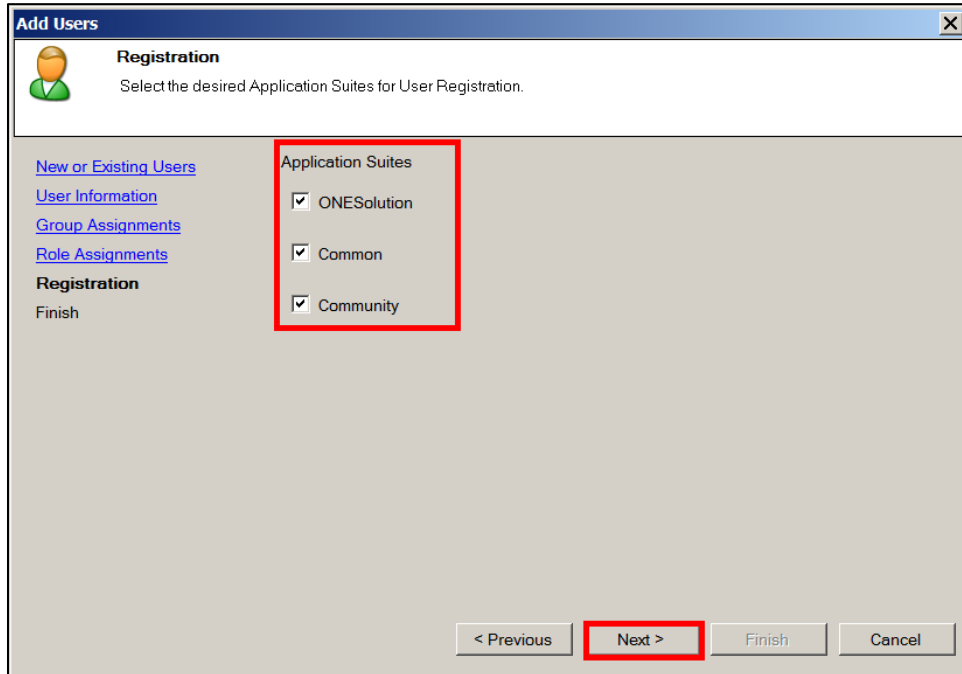 Add Users
Registration
Select the desired Application Suites for User Registration.
New or Existing Users
User Information
Group Assignments
Role Assignments
Registration
Finish
Application Suites
ONESolution
Common
Community
< Previous
Next >
Finish
Cancel